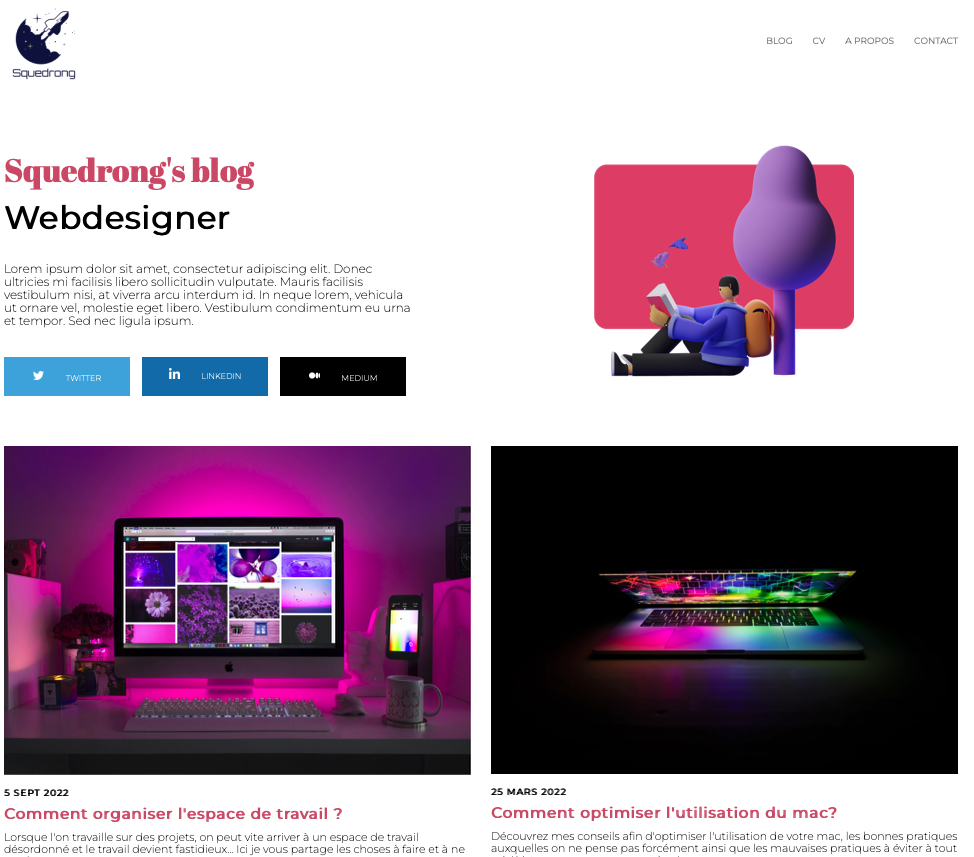 Squedrong
BLOG CV A PROPOS CONTACT
Squedrong's blog
Webdesigner
Lorem ipsum dolor sit amet, consectetur adipiscing elit. Donec
ultricies mi facilisis libero sollicitudin vulputate. Mauris facilisis
vestibulum nisi, at viverra arcu interdum id. In neque lorem, vehicula
ut ornare vel, molestie eget libero. Vestibulum condimentum eu urna
et tempor. Sed nec ligula ipsum.
TWITTER LINKEDIN MEDIUM
5 SEPT 2022
Comment organiser l'espace de travail ?
Lorsque l'on travaille sur des projets, on peut vite arriver à un espace de travail
désordonné et le travail devient fastidieux... Ici je vous partage les choses à faire et à ne
25 MARS 2022
Comment optimiser l'utilisation du mac?
Découvrez mes conseils afin d'optimiser l'utilisation de votre mac, les bonnes pratiques
auxquelles on ne pense pas forcément ainsi que les mauvaises pratiques à éviter à tout